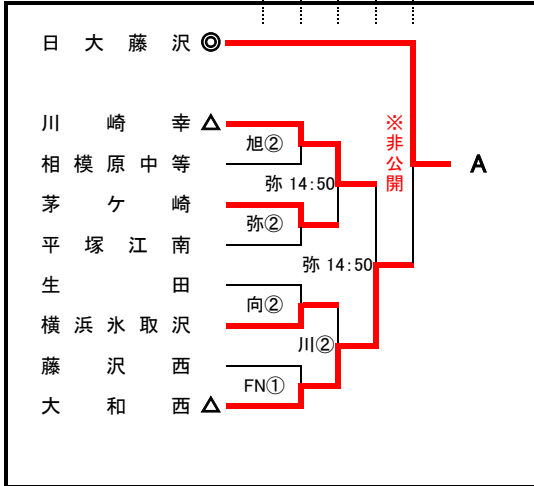 日大藤沢 ◎
川崎幸 △
旭②
相模原中等
弥 14:50
茅ケ崎
弥②
平塚江南
弥 14:50
生田
向②
横浜氷取沢
川②
藤沢西
FN①
大和西 △
※非公開
A